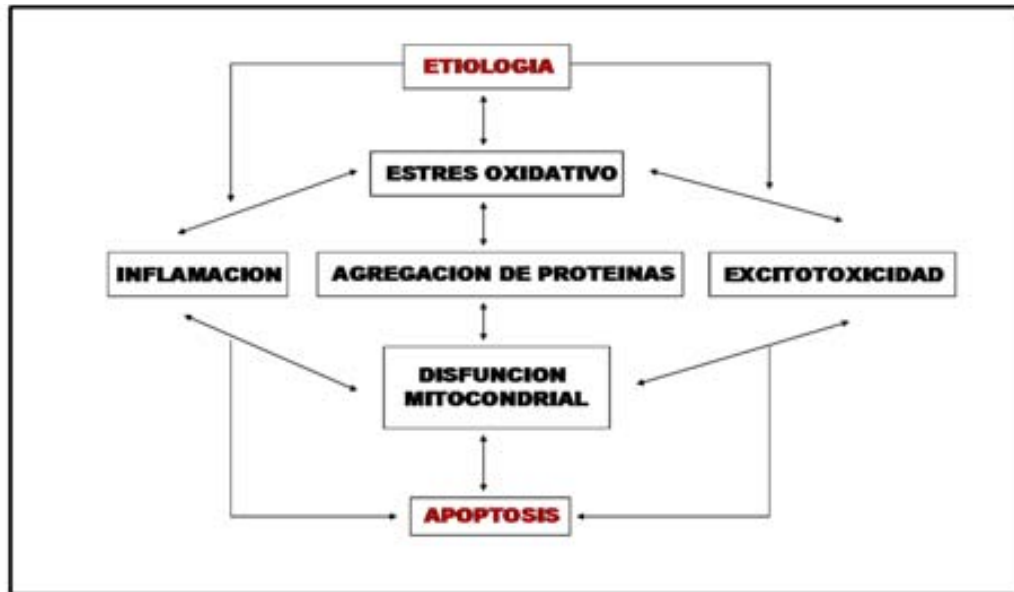 ETIOLOGIA
ESTRES OXIDATIVO
INFLAMACION
AGREGACION DE PROTEINAS
EXCITOTOXICIDAD
DISFUNCION
MITOCONDRIAL
APOPTOSIS